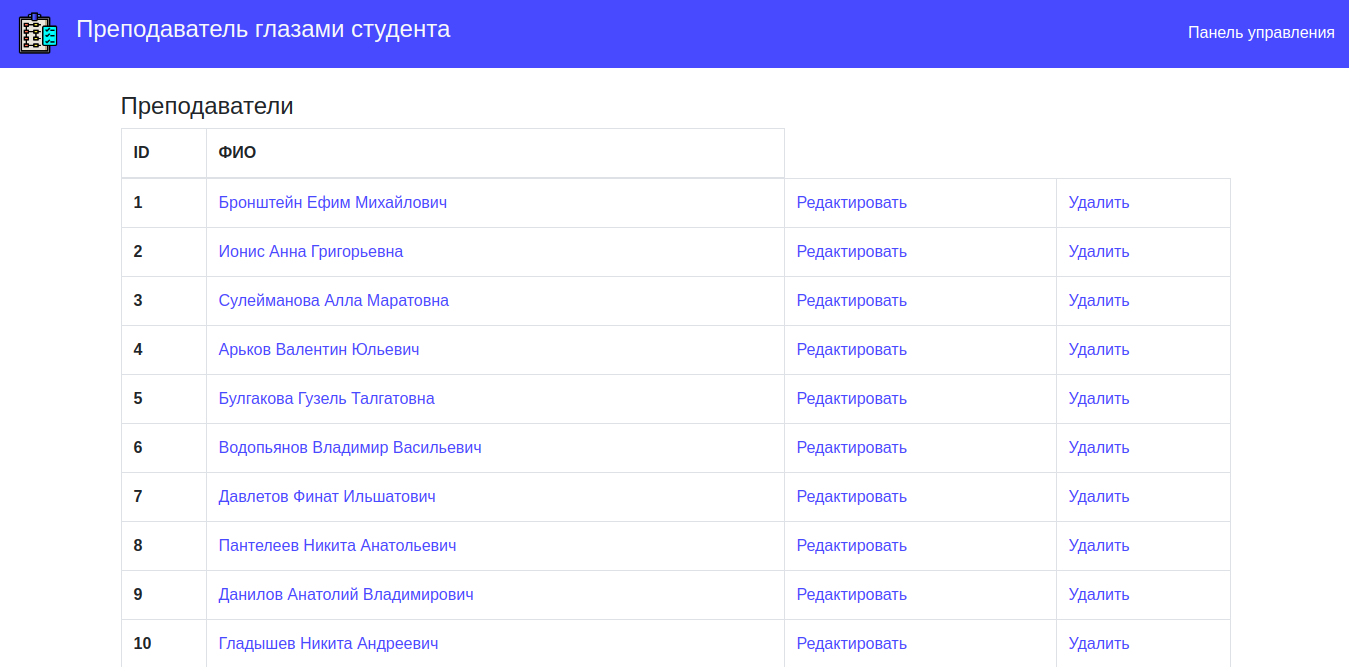 Преподаватель глазами студента
Панель управления
Преподаватели
ID ФИО
1 Бронштейн Ефим Михайлович Редактировать Удалить
2 Ионис Анна Григорьевна Редактировать Удалить
3 Сулейманова Алла Маратовна Редактировать Удалить
4 Арьков Валентин Юльевич Редактировать Удалить
5 Булгакова Гузель Талгатовна Редактировать Удалить
6 Водопьянов Владимир Васильевич Редактировать Удалить
7 Давлетов Финат Ильшатович Редактировать Удалить
8 Пантелеев Никита Анатольевич Редактировать Удалить
9 Данилов Анатолий Владимирович Редактировать Удалить
10 Гладышев Никита Андреевич Редактировать Удалить